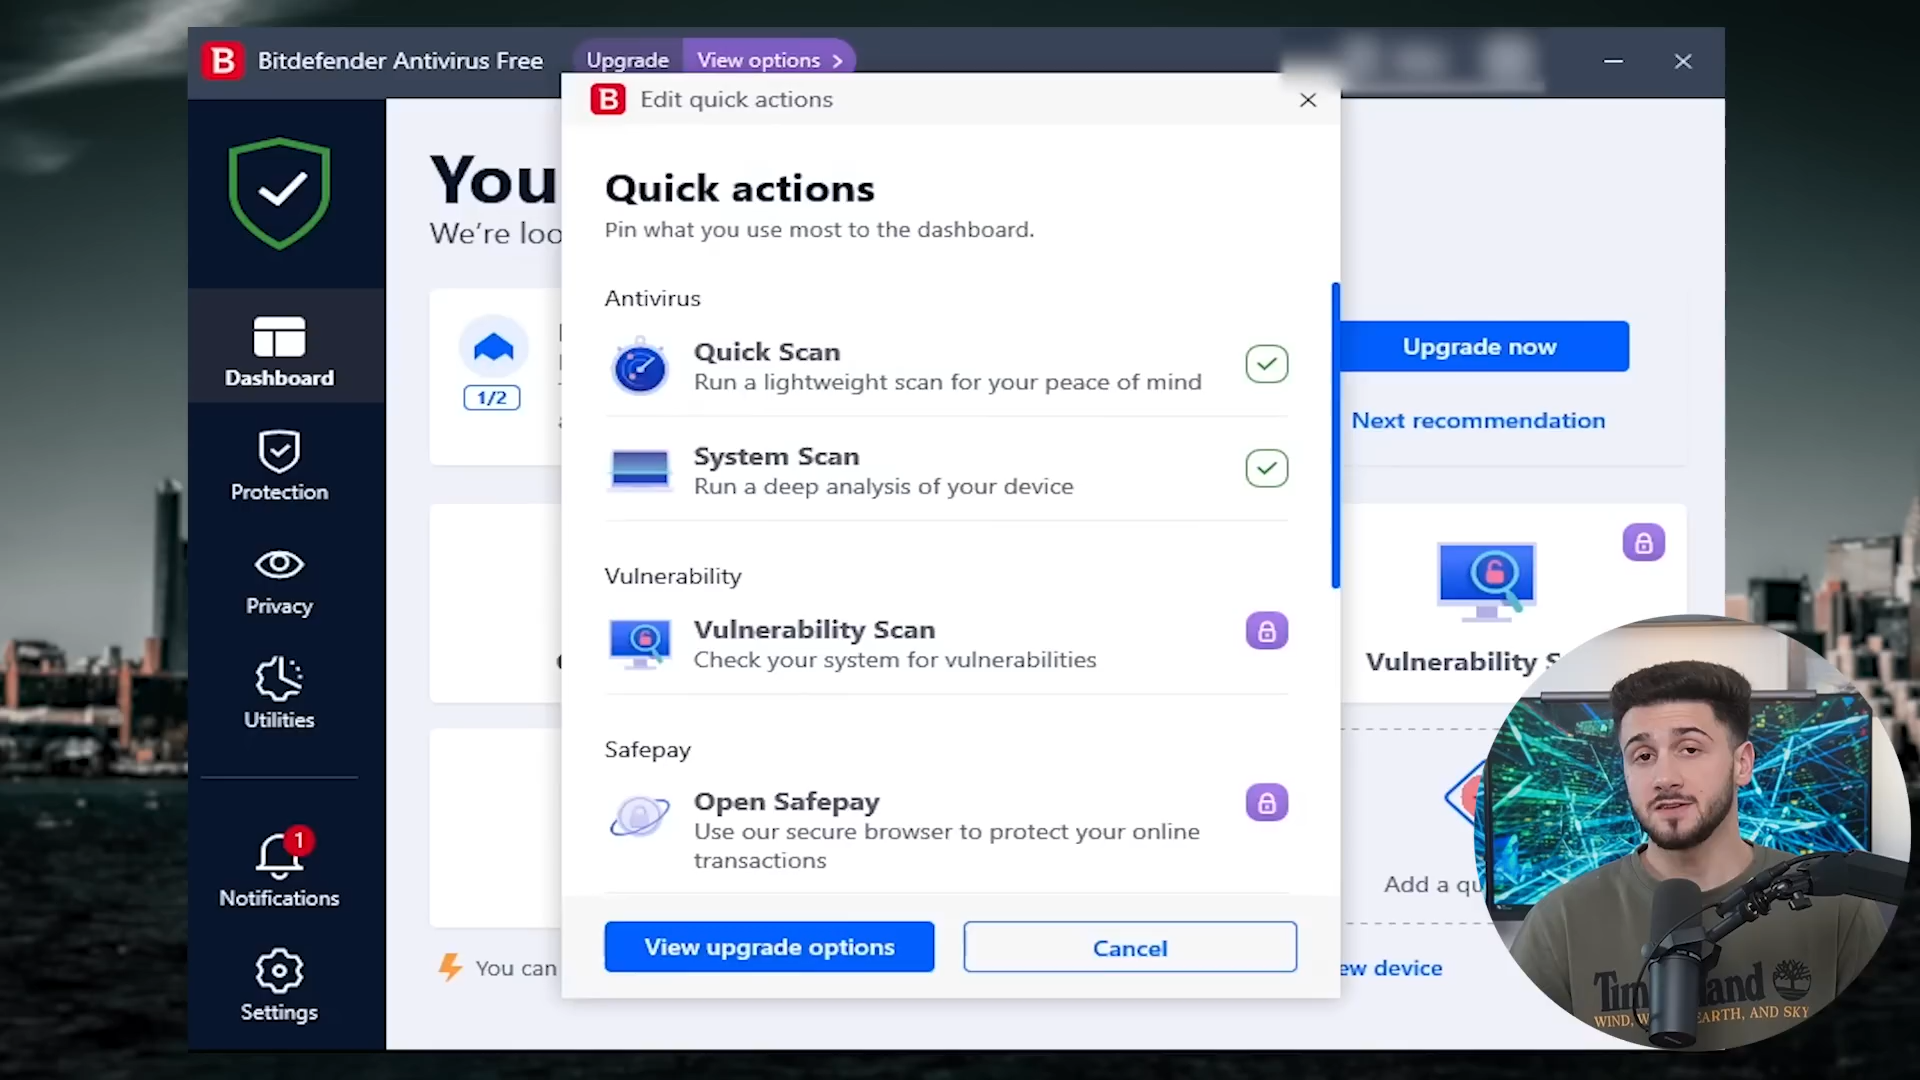 B Bitdefender Antivirus Free
Upgrade View options >
B Edit quick actions
Quick actions
Pin what you use most to the dashboard.
Antivirus
Quick Scan
Run a lightweight scan for your peace of mind
System Scan
Run a deep analysis of your device
Vulnerability
Vulnerability Scan
Check your system for vulnerabilities
Safepay
Open Safepay
Use our secure browser to protect your online
transactions
View upgrade options
Cancel
Dashboard
Protection
Privacy
Utilities
1
Notifications
Settings
You
We're loo
1/2
Upgrade now
Next recommendation
Vulnerability S
Add a qu
You can
ew device
WIND, W
EARTH, AND SKY